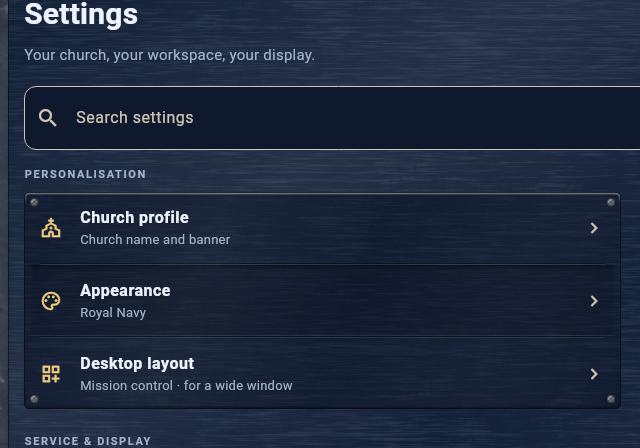 Settings
Your church, your workspace, your display.
Search settings
PERSONALISATION
Church profile
Church name and banner
Appearance
Royal Navy
Desktop layout
Mission control · for a wide window
SERVICE & DISPLAY